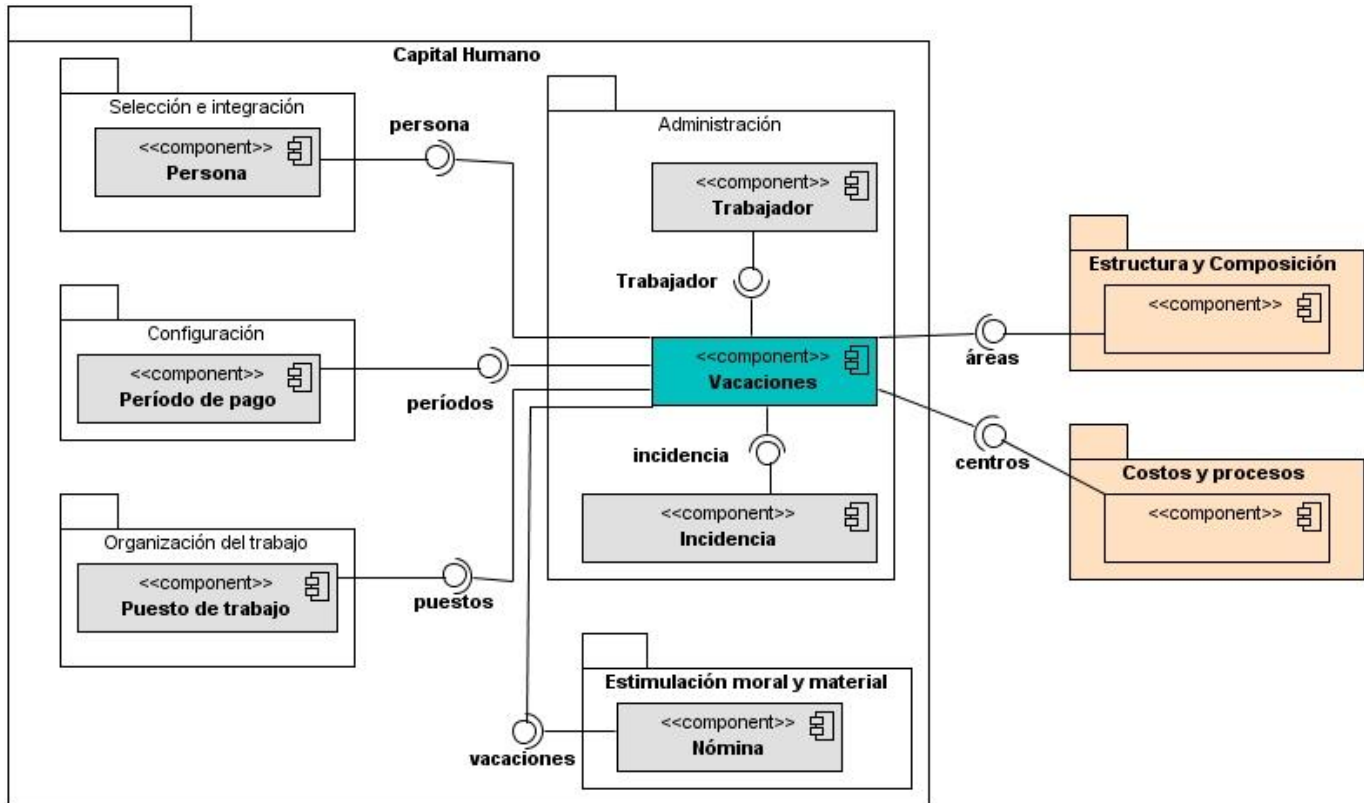 Capital Humano
Selección e integración
<<component>>
Persona
persona
Administración
<<component>>
Trabajador
Trabajador
Configuración
<<component>>
Período de pago
períodos
<<component>>
Vacaciones
incidencia
<<component>>
Incidencia
Organización del trabajo
<<component>>
Puesto de trabajo
puestos
Estimulación moral y material
<<component>>
Nómina
vacaciones
Estructura y Composición
<<component>>
áreas
Costos y procesos
<<component>>
centros